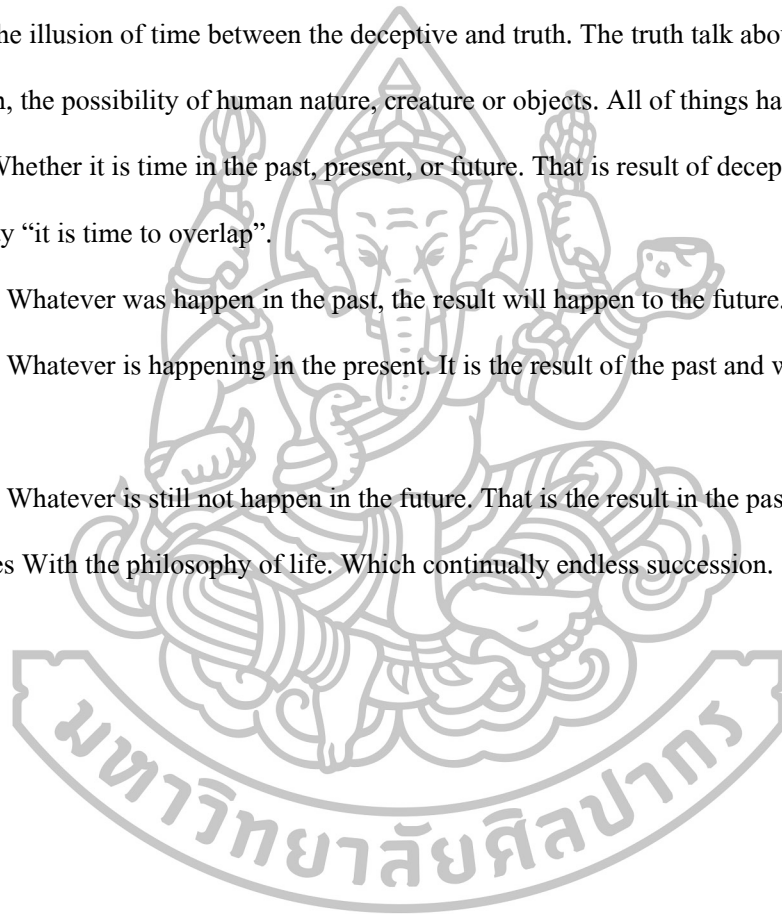 he illusion of time between the deceptive and truth. The truth talk abou
n, the possibility of human nature, creature or objects. All of things ha
Whether it is time in the past, present, or future. That is result of decep
y “it is time to overlap”.
Whatever was happen in the past, the result will happen to the future.
Whatever is happening in the present. It is the result of the past and w
Whatever is still not happen in the future. That is the result in the pas
es With the philosophy of life. Which continually endless succession.
มหาวิทยาลัยศิลปากร